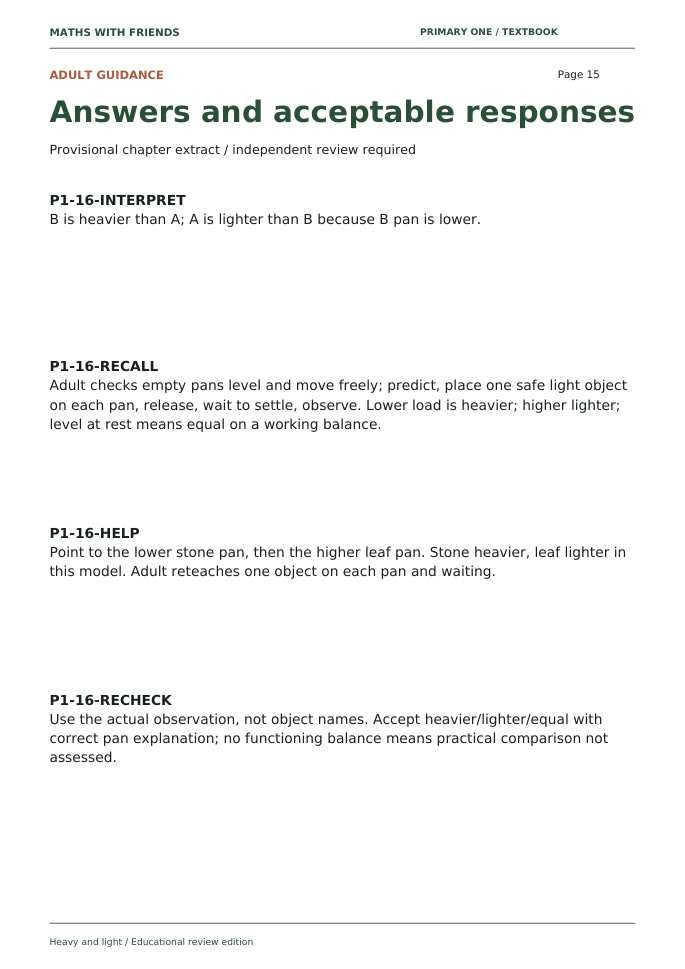 MATHS WITH FRIENDS
PRIMARY ONE / TEXTBOOK
ADULT GUIDANCE
Page 15
Answers and acceptable responses
Provisional chapter extract / independent review required
P1-16-INTERPRET
B is heavier than A; A is lighter than B because B pan is lower.
P1-16-RECALL
Adult checks empty pans level and move freely; predict, place one safe light object
on each pan, release, wait to settle, observe. Lower load is heavier; higher lighter;
level at rest means equal on a working balance.
P1-16-HELP
Point to the lower stone pan, then the higher leaf pan. Stone heavier, leaf lighter in
this model. Adult reteaches one object on each pan and waiting.
P1-16-RECHECK
Use the actual observation, not object names. Accept heavier/lighter/equal with
correct pan explanation; no functioning balance means practical comparison not
assessed.
Heavy and light / Educational review edition